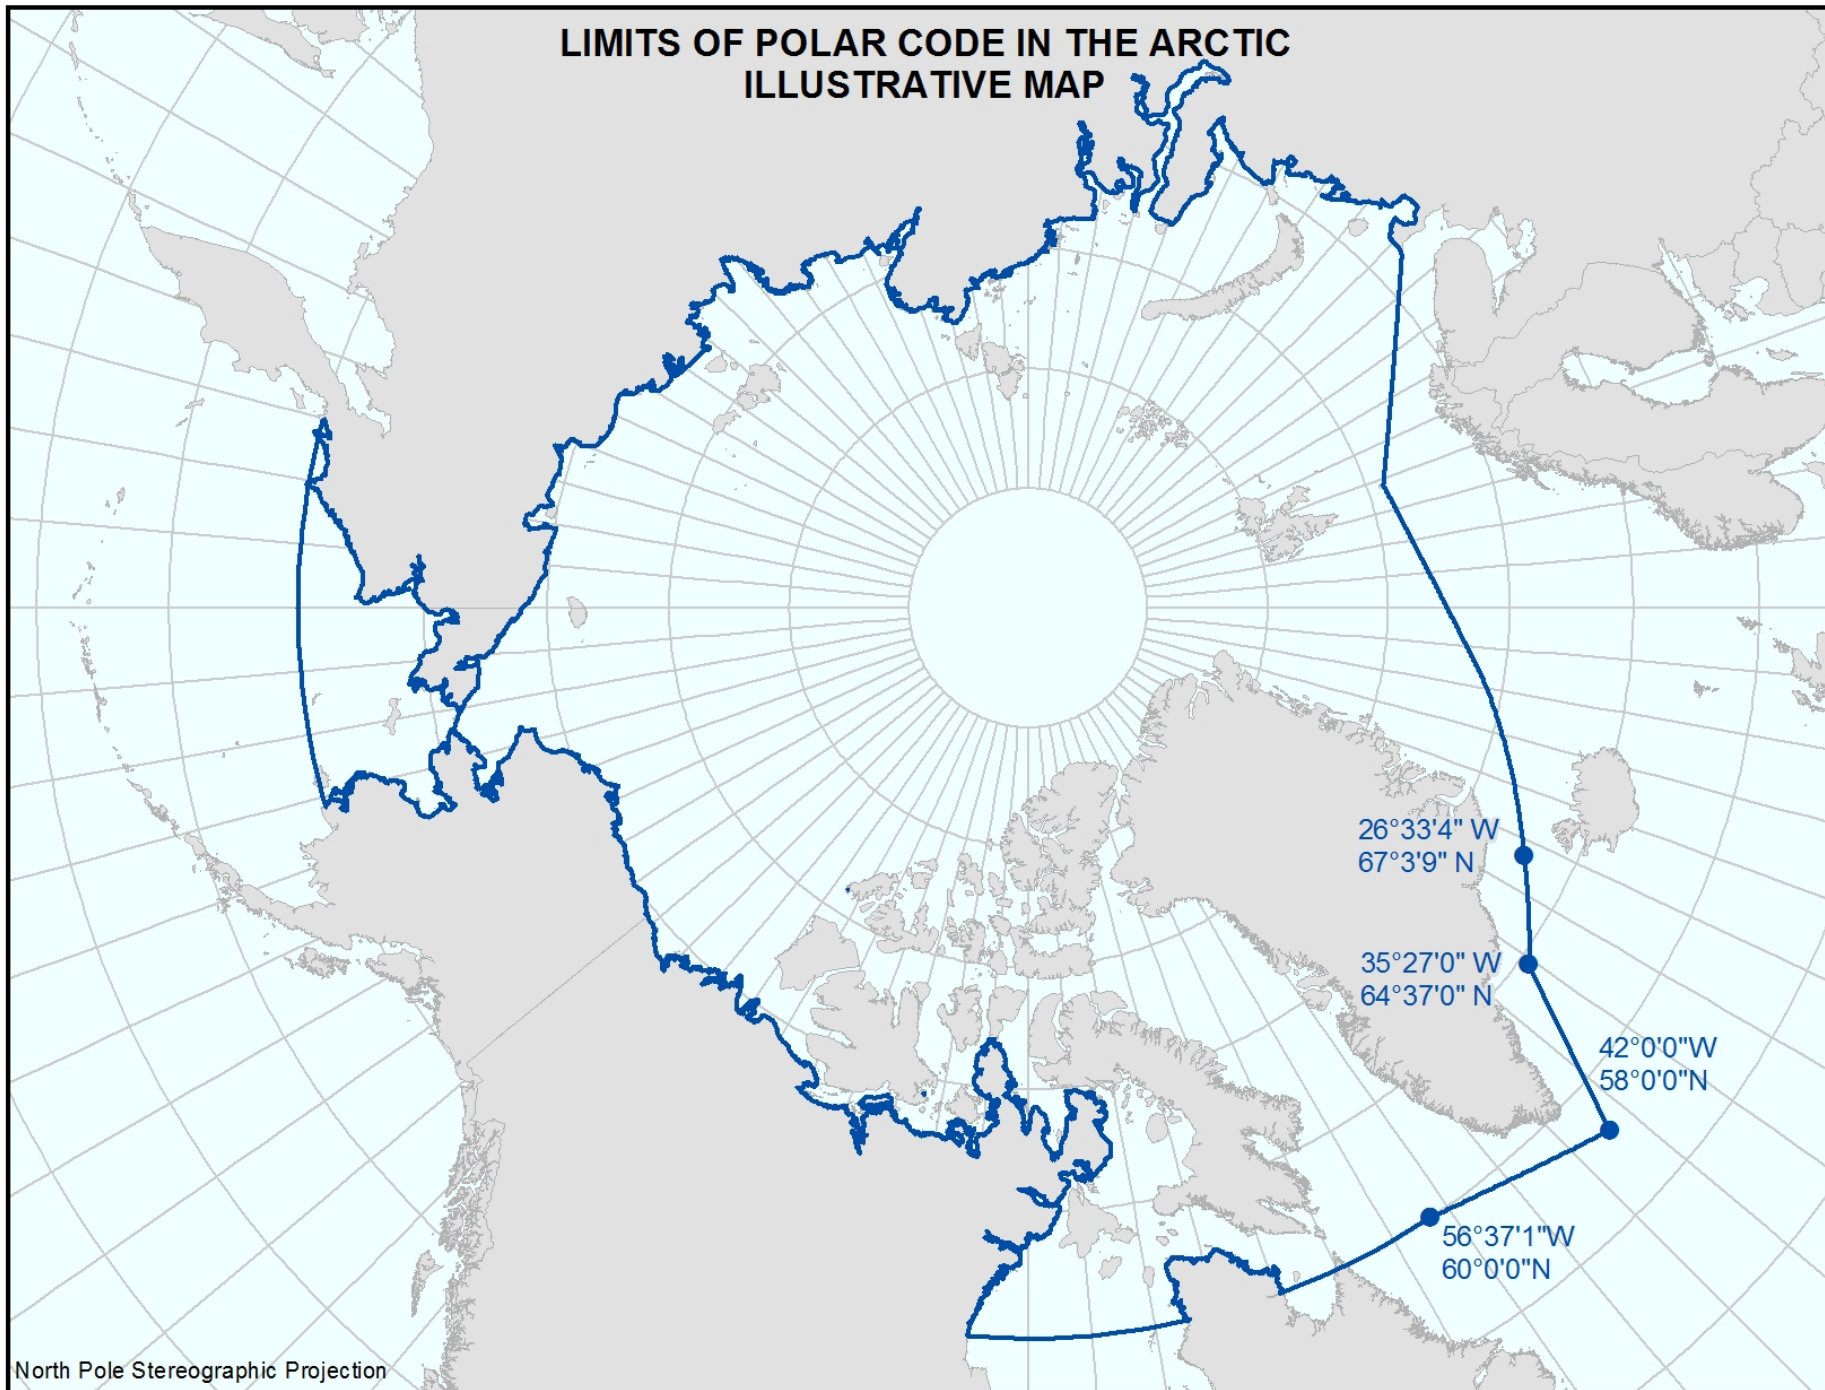 LIMITS OF POLAR CODE IN THE ARCTIC
ILLUSTRATIVE MAP
26°33'4" W
67°3'9" N
35°27'0" W
64°37'0" N
42°0'0"W
58°0'0"N
56°37'1"W
60°0'0"N
North Pole Stereographic Projection